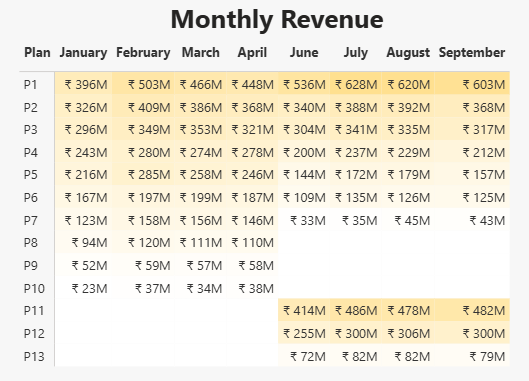 Monthly Revenue
Plan January February March April June July August September
P1 ₹ 396M ₹ 503M ₹ 466M ₹ 448M ₹ 536M ₹ 628M ₹ 620M ₹ 603M
P2 ₹ 326M ₹ 409M ₹ 386M ₹ 368M ₹ 340M ₹ 388M ₹ 392M ₹ 368M
P3 ₹ 296M ₹ 349M ₹ 353M ₹ 321M ₹ 304M ₹ 341M ₹ 335M ₹ 317M
P4 ₹ 243M ₹ 280M ₹ 274M ₹ 278M ₹ 200M ₹ 237M ₹ 229M ₹ 212M
P5 ₹ 216M ₹ 285M ₹ 258M ₹ 246M ₹ 144M ₹ 172M ₹ 179M ₹ 157M
P6 ₹ 167M ₹ 197M ₹ 199M ₹ 187M ₹ 109M ₹ 135M ₹ 126M ₹ 125M
P7 ₹ 123M ₹ 158M ₹ 156M ₹ 146M ₹ 33M ₹ 35M ₹ 45M ₹ 43M
P8 ₹ 94M ₹ 120M ₹ 111M ₹ 110M
P9 ₹ 52M ₹ 59M ₹ 57M ₹ 58M
P10 ₹ 23M ₹ 37M ₹ 34M ₹ 38M
P11 ₹ 414M ₹ 486M ₹ 478M ₹ 482M
P12 ₹ 255M ₹ 300M ₹ 306M ₹ 300M
P13 ₹ 72M ₹ 82M ₹ 82M ₹ 79M